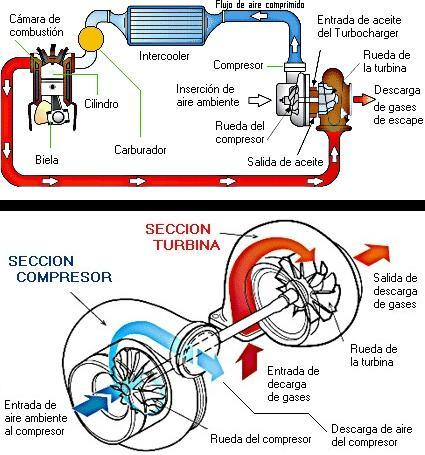 Cámara de
combustión
Flujo de aire comprimido
Entrada de aceite
del Turbocharger
Intercooler
Compresor
Rueda de
la turbina
Cilindro
Inserción de
aire ambiente
Descarga
de gases
de escape
Rueda del
compresor
Biela
Carburador
Salida de aceite
SECCION
TURBINA
SECCION
COMPRESOR
Salida de
descarga
de gases
Rueda de
la turbina
Entrada de
decarga
de gases
Entrada de
aire ambiente
al compresor
Rueda del compresor
Descarga de aire
del compresor